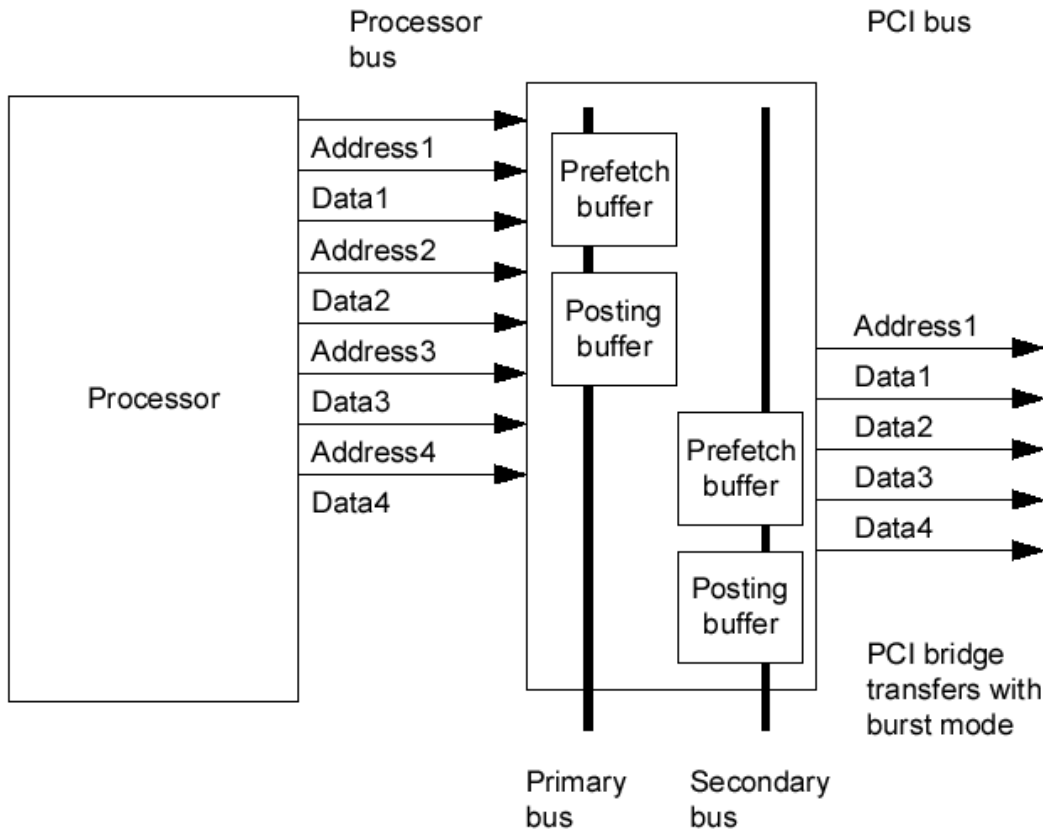 Processor
bus
PCI bus
Processor
Address1
Data1
Address2
Data2
Address3
Data3
Address4
Data4
Prefetch
buffer
Posting
buffer
Prefetch
buffer
Posting
buffer
Address1
Data1
Data2
Data3
Data4
PCI bridge
transfers with
burst mode
Primary
bus
Secondary
bus